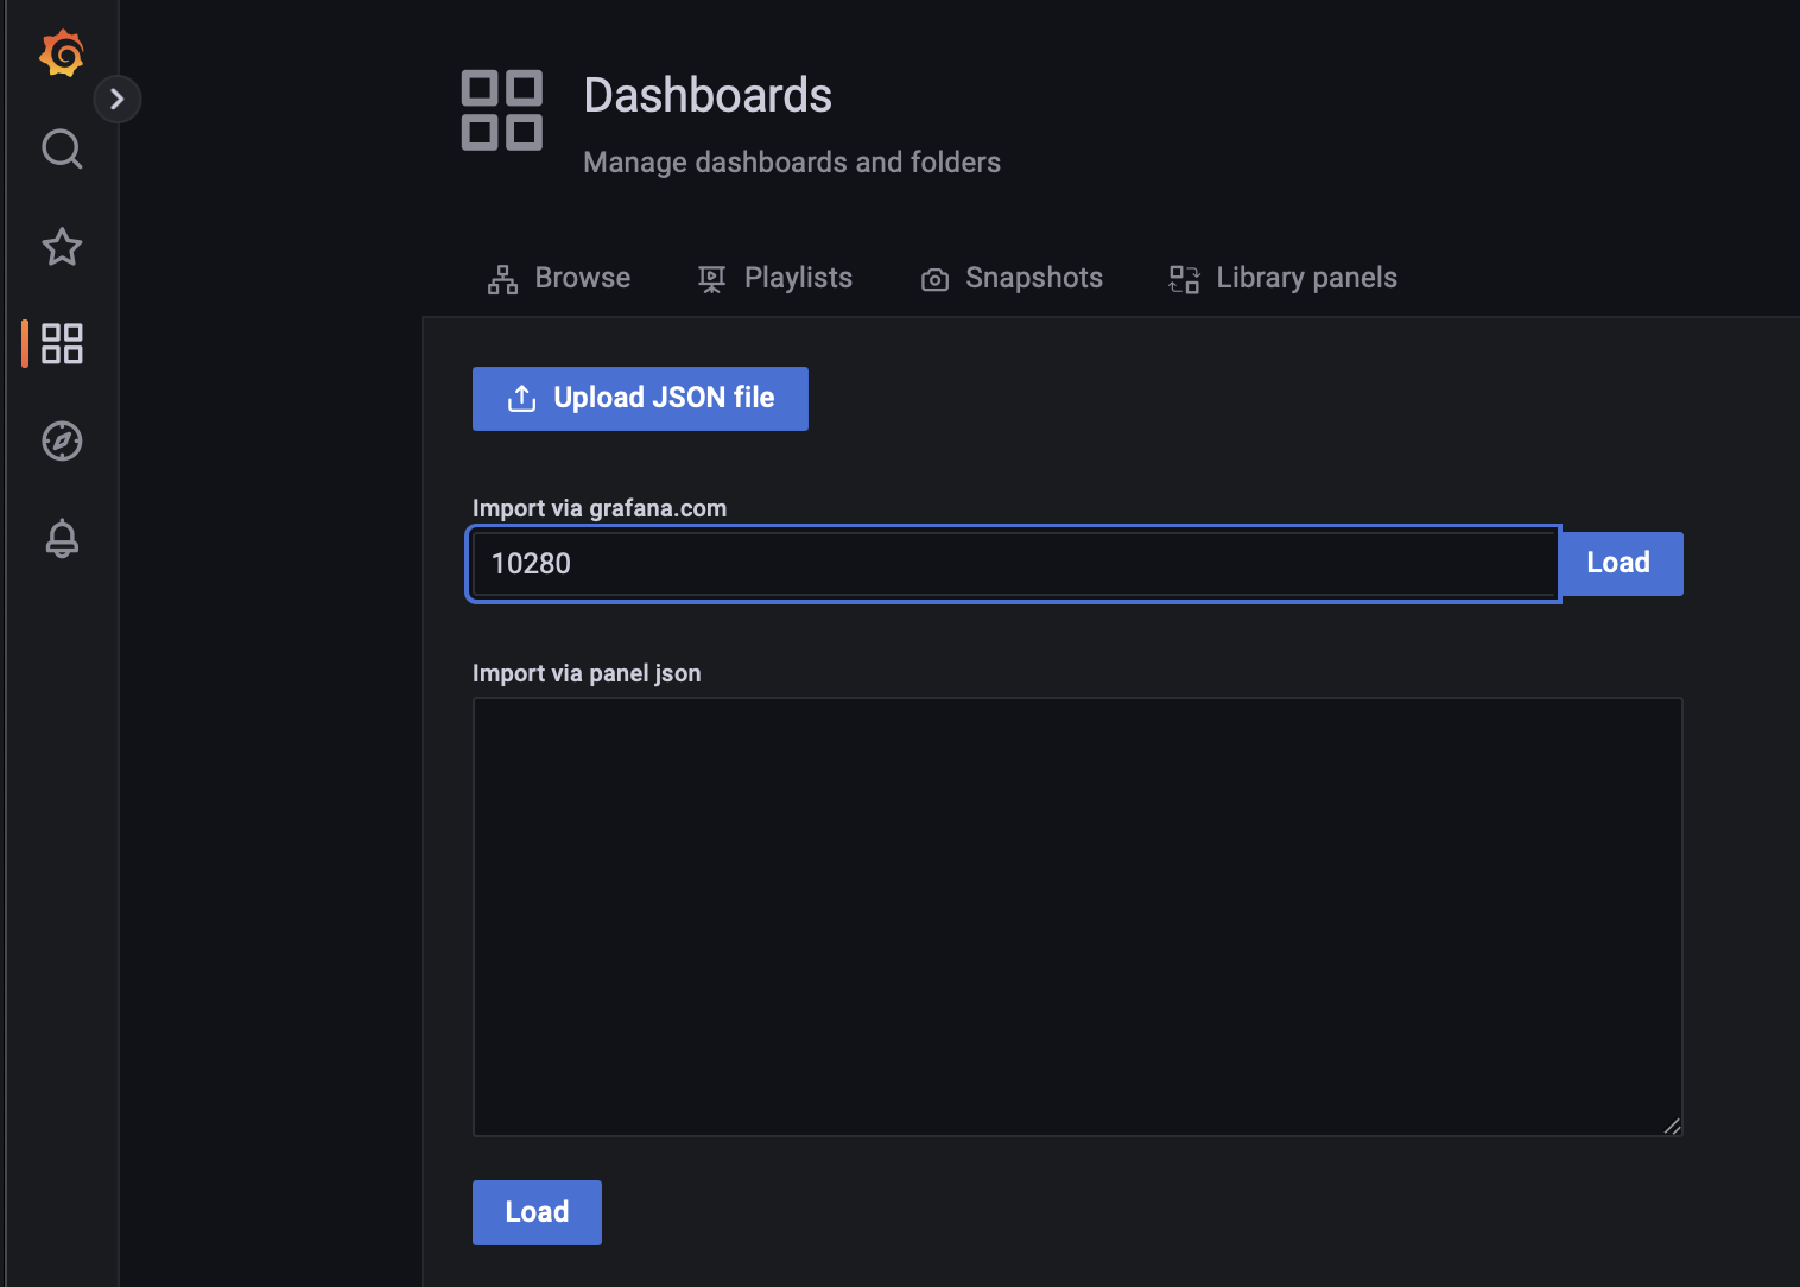 Dashboards
Manage dashboards and folders
Browse Playlists Snapshots Library panels
Upload JSON file
Import via grafana.com
10280 Load
Import via panel json
Load